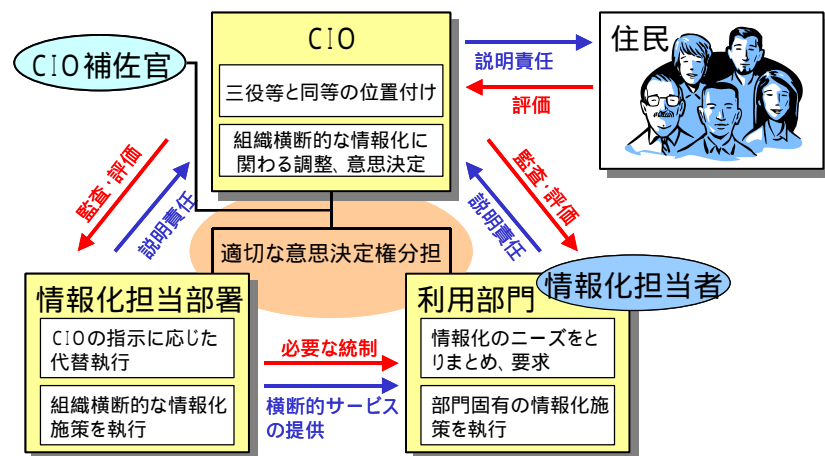 CIO
CIO補佐官
三役等と同等の位置付け
組織横断的な情報化に
関わる調整、意思決定
説明責任
評価
住民
監査・評価
説明責任
監査・評価
説明責任
適切な意思決定権分担
情報化担当部署
CIOの指示に応じた
代替執行
組織横断的な情報化
施策を執行
必要な統制
横断的サービス
の提供
利用部門
情報化担当者
情報化のニーズをと
りまとめ、要求
部門固有の情報化施
策を執行